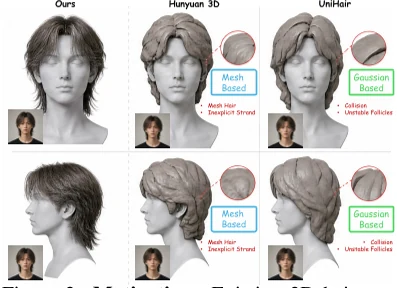 Ours
Hunyuan 3D
UniHair
Mesh
Based
Gaussian
Based
• Mesh Hair
• Inexplicit Strand
• Collision
• Unstable Follicles
Mesh
Based
Gaussian
Based
• Mesh Hair
• Inexplicit Strand
• Collision
• Unstable Follicles